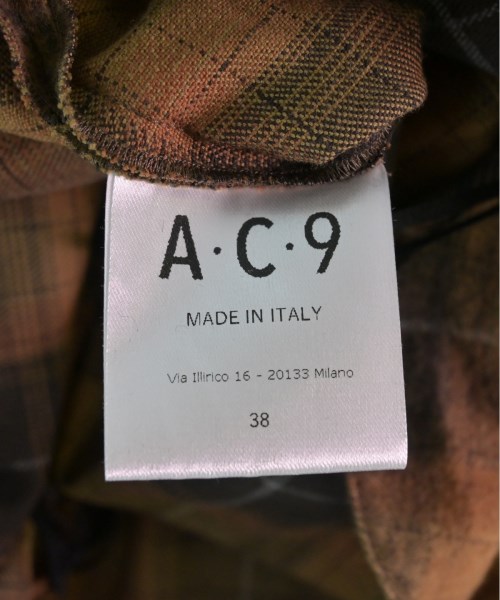 A·C·9
MADE IN ITALY
Via Illirico 16 - 20133 Milano
38